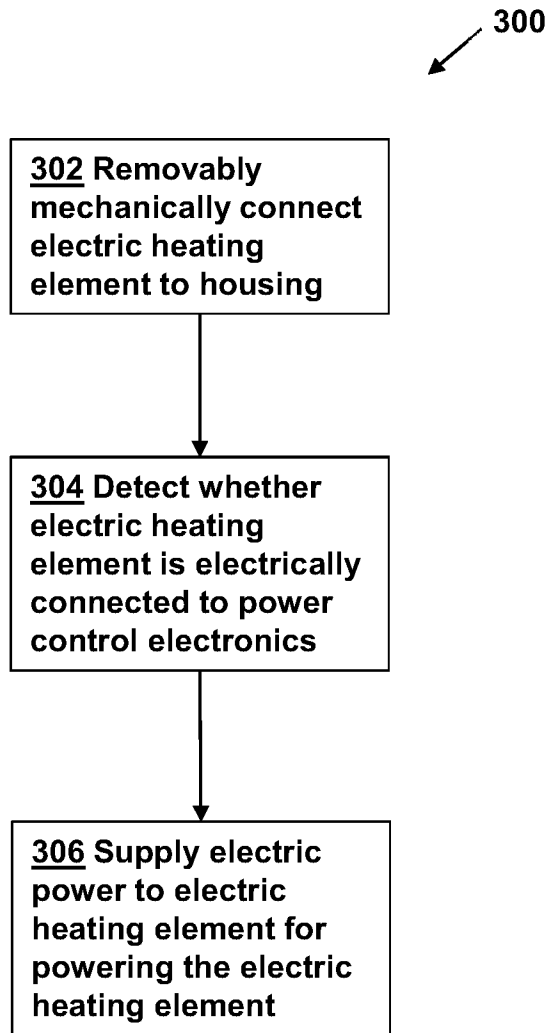 300
302 Removably
mechanically connect
electric heating
element to housing
304 Detect whether
electric heating
element is electrically
connected to power
control electronics
306 Supply electric
power to electric
heating element for
powering the electric
heating element